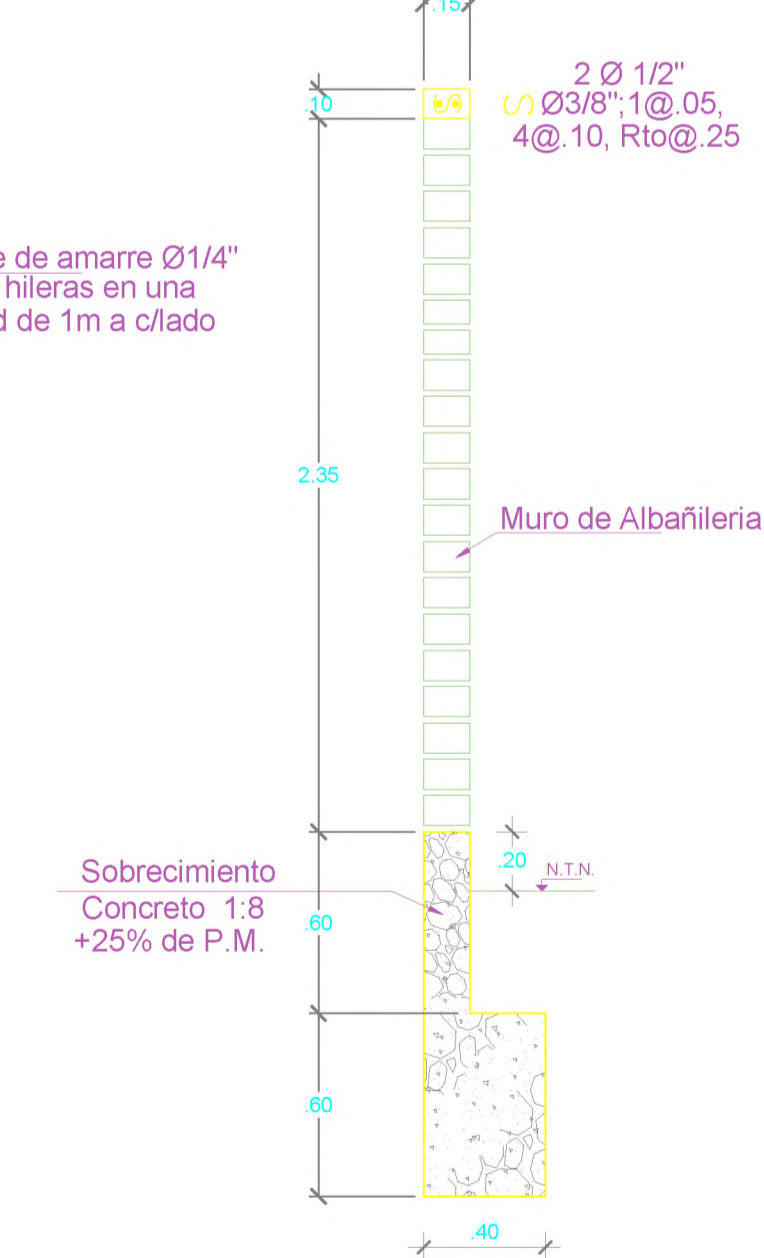 .15
2 Ø 1/2"
.10
Ø3/8";1@.05,
4@.10, Rto@.25
de amarre Ø1/4"
hileras en una
de 1m a c/lado
2.35
Muro de Albañileria
.20
N.T.N.
Sobrecimiento
Concreto 1:8
+25% de P.M.
.60
.60
.40